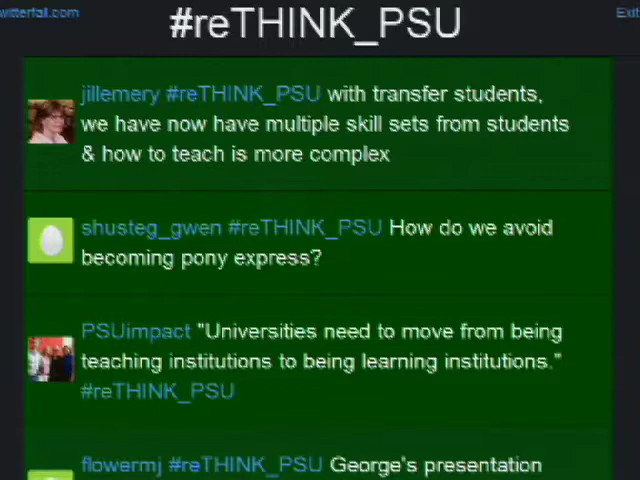 witterfall.com
#reTHINK_PSU
Exit
jillemery #reTHINK_PSU with transfer students,
we have now have multiple skill sets from students
& how to teach is more complex
shusteg_gwen #reTHINK_PSU How do we avoid
becoming pony express?
PSUimpact "Universities need to move from being
teaching institutions to being learning institutions."
#reTHINK_PSU
flowermj #reTHINK_PSU George's presentation